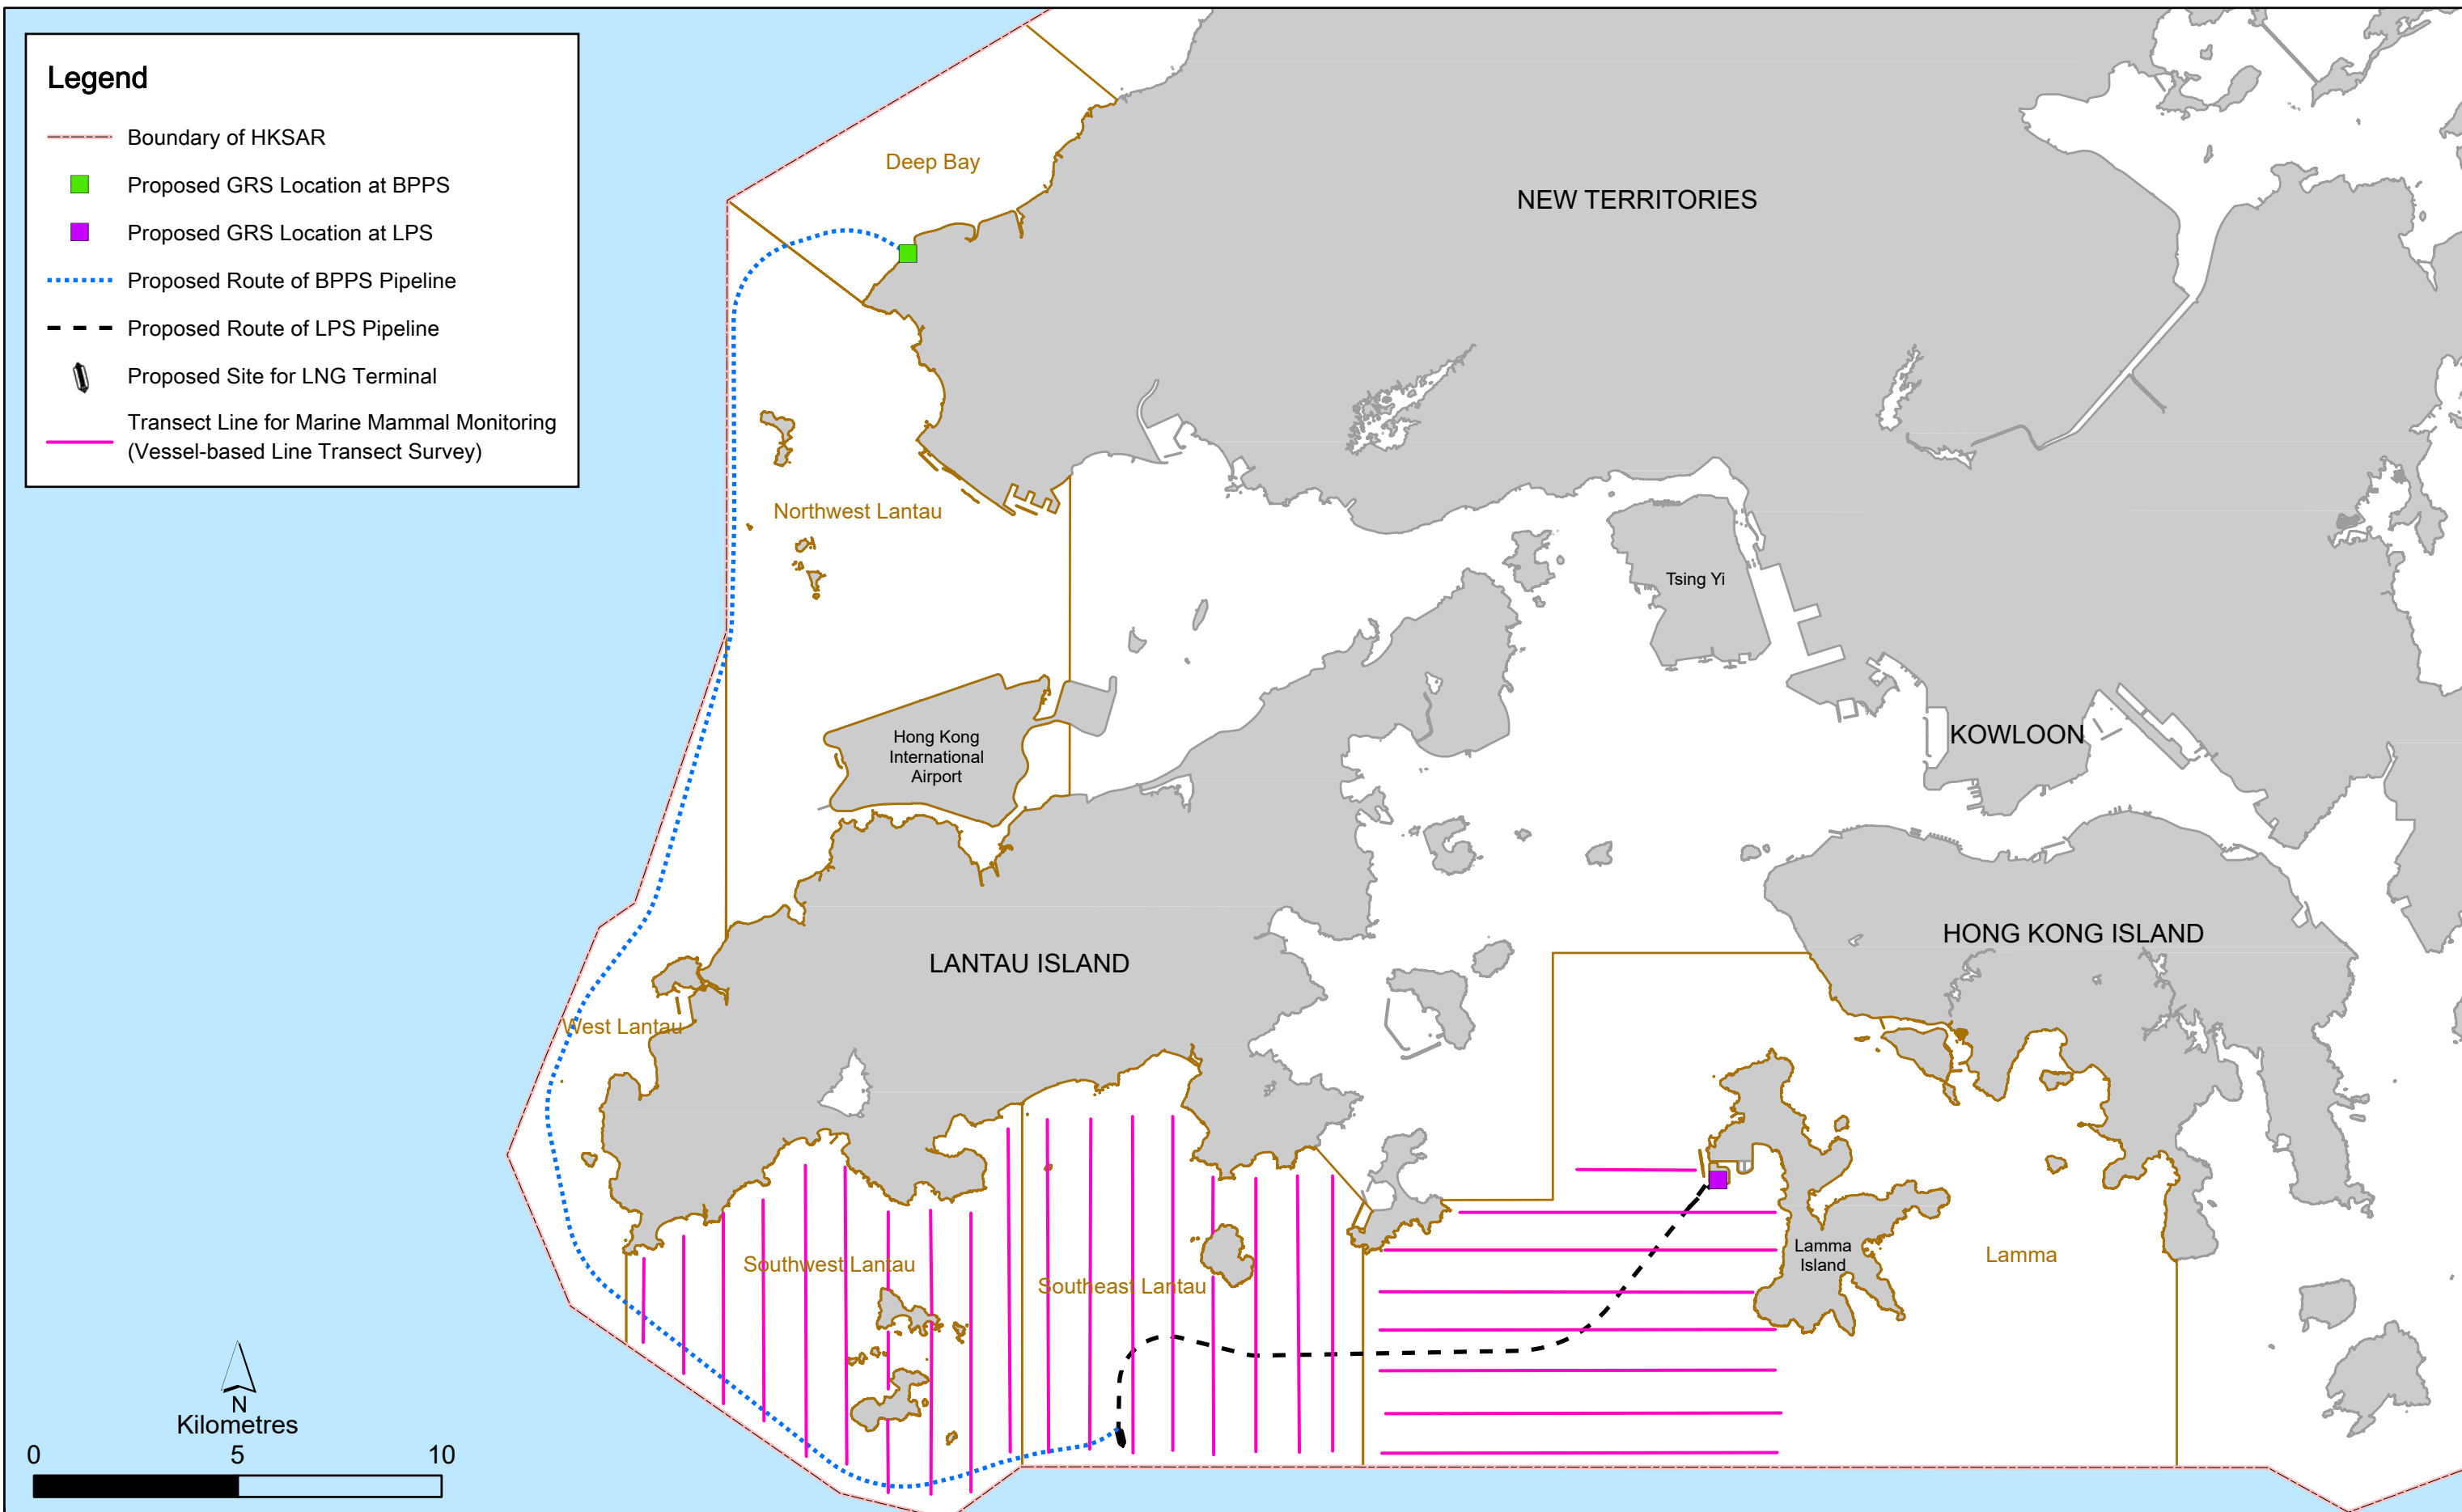 Legend
Boundary of HKSAR
Proposed GRS Location at BPPS
Proposed GRS Location at LPS
Proposed Route of BPPS Pipeline
Proposed Route of LPS Pipeline
Proposed Site for LNG Terminal
Transect Line for Marine Mammal Monitoring
(Vessel-based Line Transect Survey)
Deep Bay
NEW TERRITORIES
Northwest Lantau
Tsing Yi
Hong Kong
International
Airport
KOWLOON
HONG KONG ISLAND
LANTAU ISLAND
West Lantau
Southwest Lantau
Southeast Lantau
Lamma
Island
Lamma
N
Kilometres
0 5 10